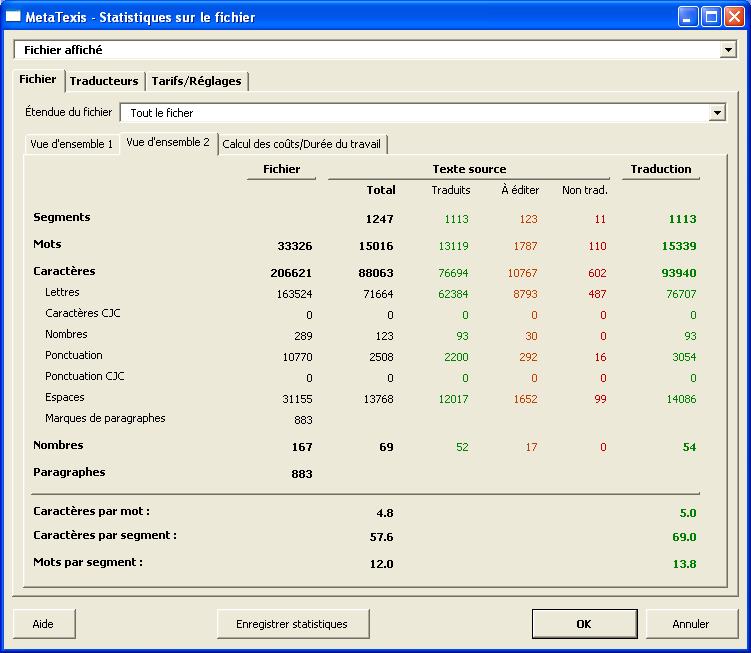 MetaTexis - Statistiques sur le fichier
Fichier affiché
Fichier Traducteurs Tarifs/Réglages
Étendue du fichier Tout le ficher
Vue d'ensemble 1 Vue d'ensemble 2 Calcul des coûts/Durée du travail
Fichier Texte source Traduction
Total Traduits À éditer Non trad.
Segments 1247 1113 123 11 1113
Mots 33326 15016 13119 1787 110 15339
Caractères 206621 88063 76694 10767 602 93940
Lettres 163524 71664 62384 8793 487 76707
Caractères CJC 0 0 0 0 0 0
Nombres 289 123 93 30 0 93
Ponctuation 10770 2508 2200 292 16 3054
Ponctuation CJC 0 0 0 0 0 0
Espaces 31155 13768 12017 1652 99 14086
Marques de paragraphes 883
Nombres 167 69 52 17 0 54
Paragraphes 883
Caractères par mot : 4.8 5.0
Caractères par segment : 57.6 69.0
Mots par segment : 12.0 13.8
Aide Enregistrer statistiques OK Annuler